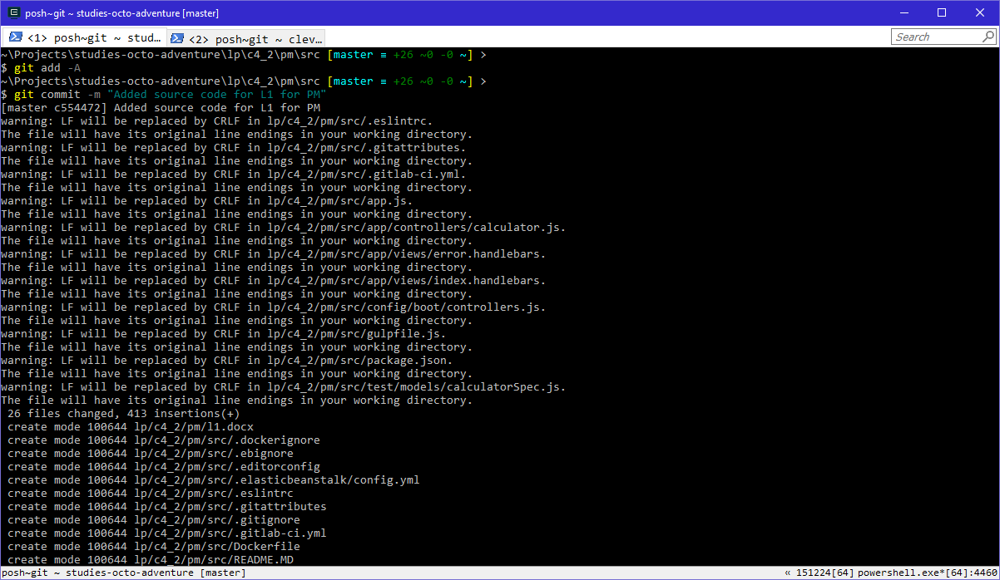 posh~git ~ studies-octo-adventure [master]
<1> posh~git ~ stud… <2> posh~git ~ clev… Search
~\Projects\studies-octo-adventure\lp\c4_2\pm\src [master ≡ +26 ~0 -0 ~] >
$ git add -A
~\Projects\studies-octo-adventure\lp\c4_2\pm\src [master ≡ +26 ~0 -0 ~] >
$ git commit -m "Added source code for L1 for PM"
[master c554472] Added source code for L1 for PM
warning: LF will be replaced by CRLF in lp/c4_2/pm/src/.eslintrc.
The file will have its original line endings in your working directory.
warning: LF will be replaced by CRLF in lp/c4_2/pm/src/.gitattributes.
The file will have its original line endings in your working directory.
warning: LF will be replaced by CRLF in lp/c4_2/pm/src/.gitlab-ci.yml.
The file will have its original line endings in your working directory.
warning: LF will be replaced by CRLF in lp/c4_2/pm/src/app.js.
The file will have its original line endings in your working directory.
warning: LF will be replaced by CRLF in lp/c4_2/pm/src/app/controllers/calculator.js.
The file will have its original line endings in your working directory.
warning: LF will be replaced by CRLF in lp/c4_2/pm/src/app/views/error.handlebars.
The file will have its original line endings in your working directory.
warning: LF will be replaced by CRLF in lp/c4_2/pm/src/app/views/index.handlebars.
The file will have its original line endings in your working directory.
warning: LF will be replaced by CRLF in lp/c4_2/pm/src/config/boot/controllers.js.
The file will have its original line endings in your working directory.
warning: LF will be replaced by CRLF in lp/c4_2/pm/src/gulpfile.js.
The file will have its original line endings in your working directory.
warning: LF will be replaced by CRLF in lp/c4_2/pm/src/package.json.
The file will have its original line endings in your working directory.
warning: LF will be replaced by CRLF in lp/c4_2/pm/src/test/models/calculatorSpec.js.
The file will have its original line endings in your working directory.
26 files changed, 413 insertions(+)
create mode 100644 lp/c4_2/pm/l1.docx
create mode 100644 lp/c4_2/pm/src/.dockerignore
create mode 100644 lp/c4_2/pm/src/.ebignore
create mode 100644 lp/c4_2/pm/src/.editorconfig
create mode 100644 lp/c4_2/pm/src/.elasticbeanstalk/config.yml
create mode 100644 lp/c4_2/pm/src/.eslintrc
create mode 100644 lp/c4_2/pm/src/.gitattributes
create mode 100644 lp/c4_2/pm/src/.gitignore
create mode 100644 lp/c4_2/pm/src/.gitlab-ci.yml
create mode 100644 lp/c4_2/pm/src/Dockerfile
create mode 100644 lp/c4_2/pm/src/README.MD
posh~git ~ studies-octo-adventure [master] « 151224[64] powershell.exe*[64]:4460